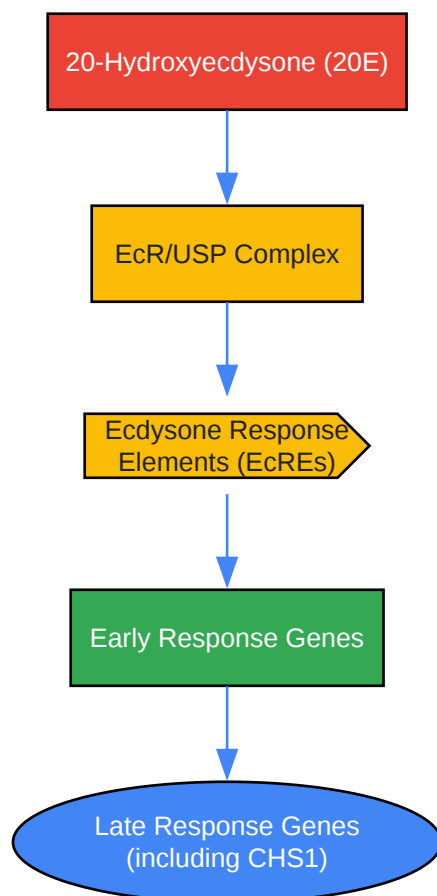 20-Hydroxyecdysone (20E)
EcR/USP Complex
Ecdysone Response
Elements (EcREs)
Early Response Genes
Late Response Genes
(including CHS1)